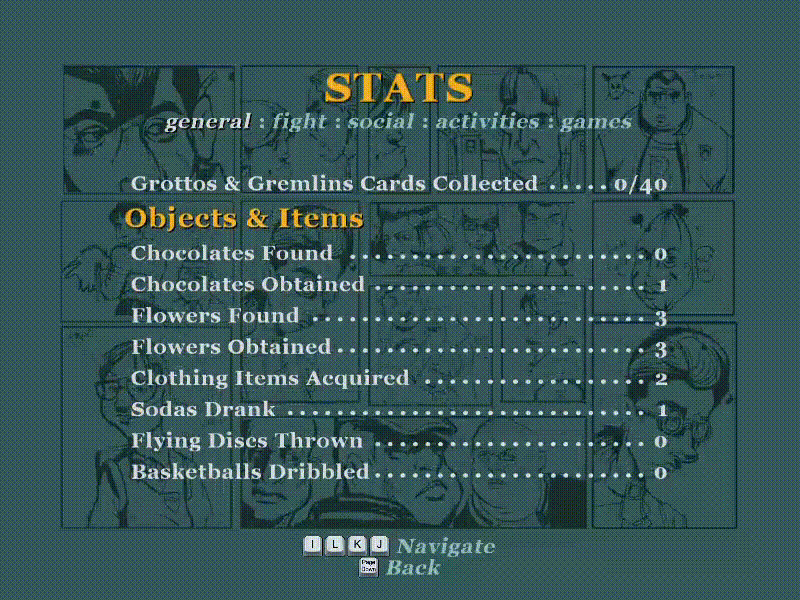 STATS
general : fight : social : activities : games
Grottos & Gremlins Cards Collected ..... 0/40
Objects & Items
Chocolates Found ........................ 0
Chocolates Obtained ...................... 1
Flowers Found ........................... 3
Flowers Obtained ......................... 3
Clothing Items Acquired .................. 2
Sodas Drank ............................. 1
Flying Discs Thrown ...................... 0
Basketballs Dribbled ...................... 0
I L K J Navigate
Page Down Back